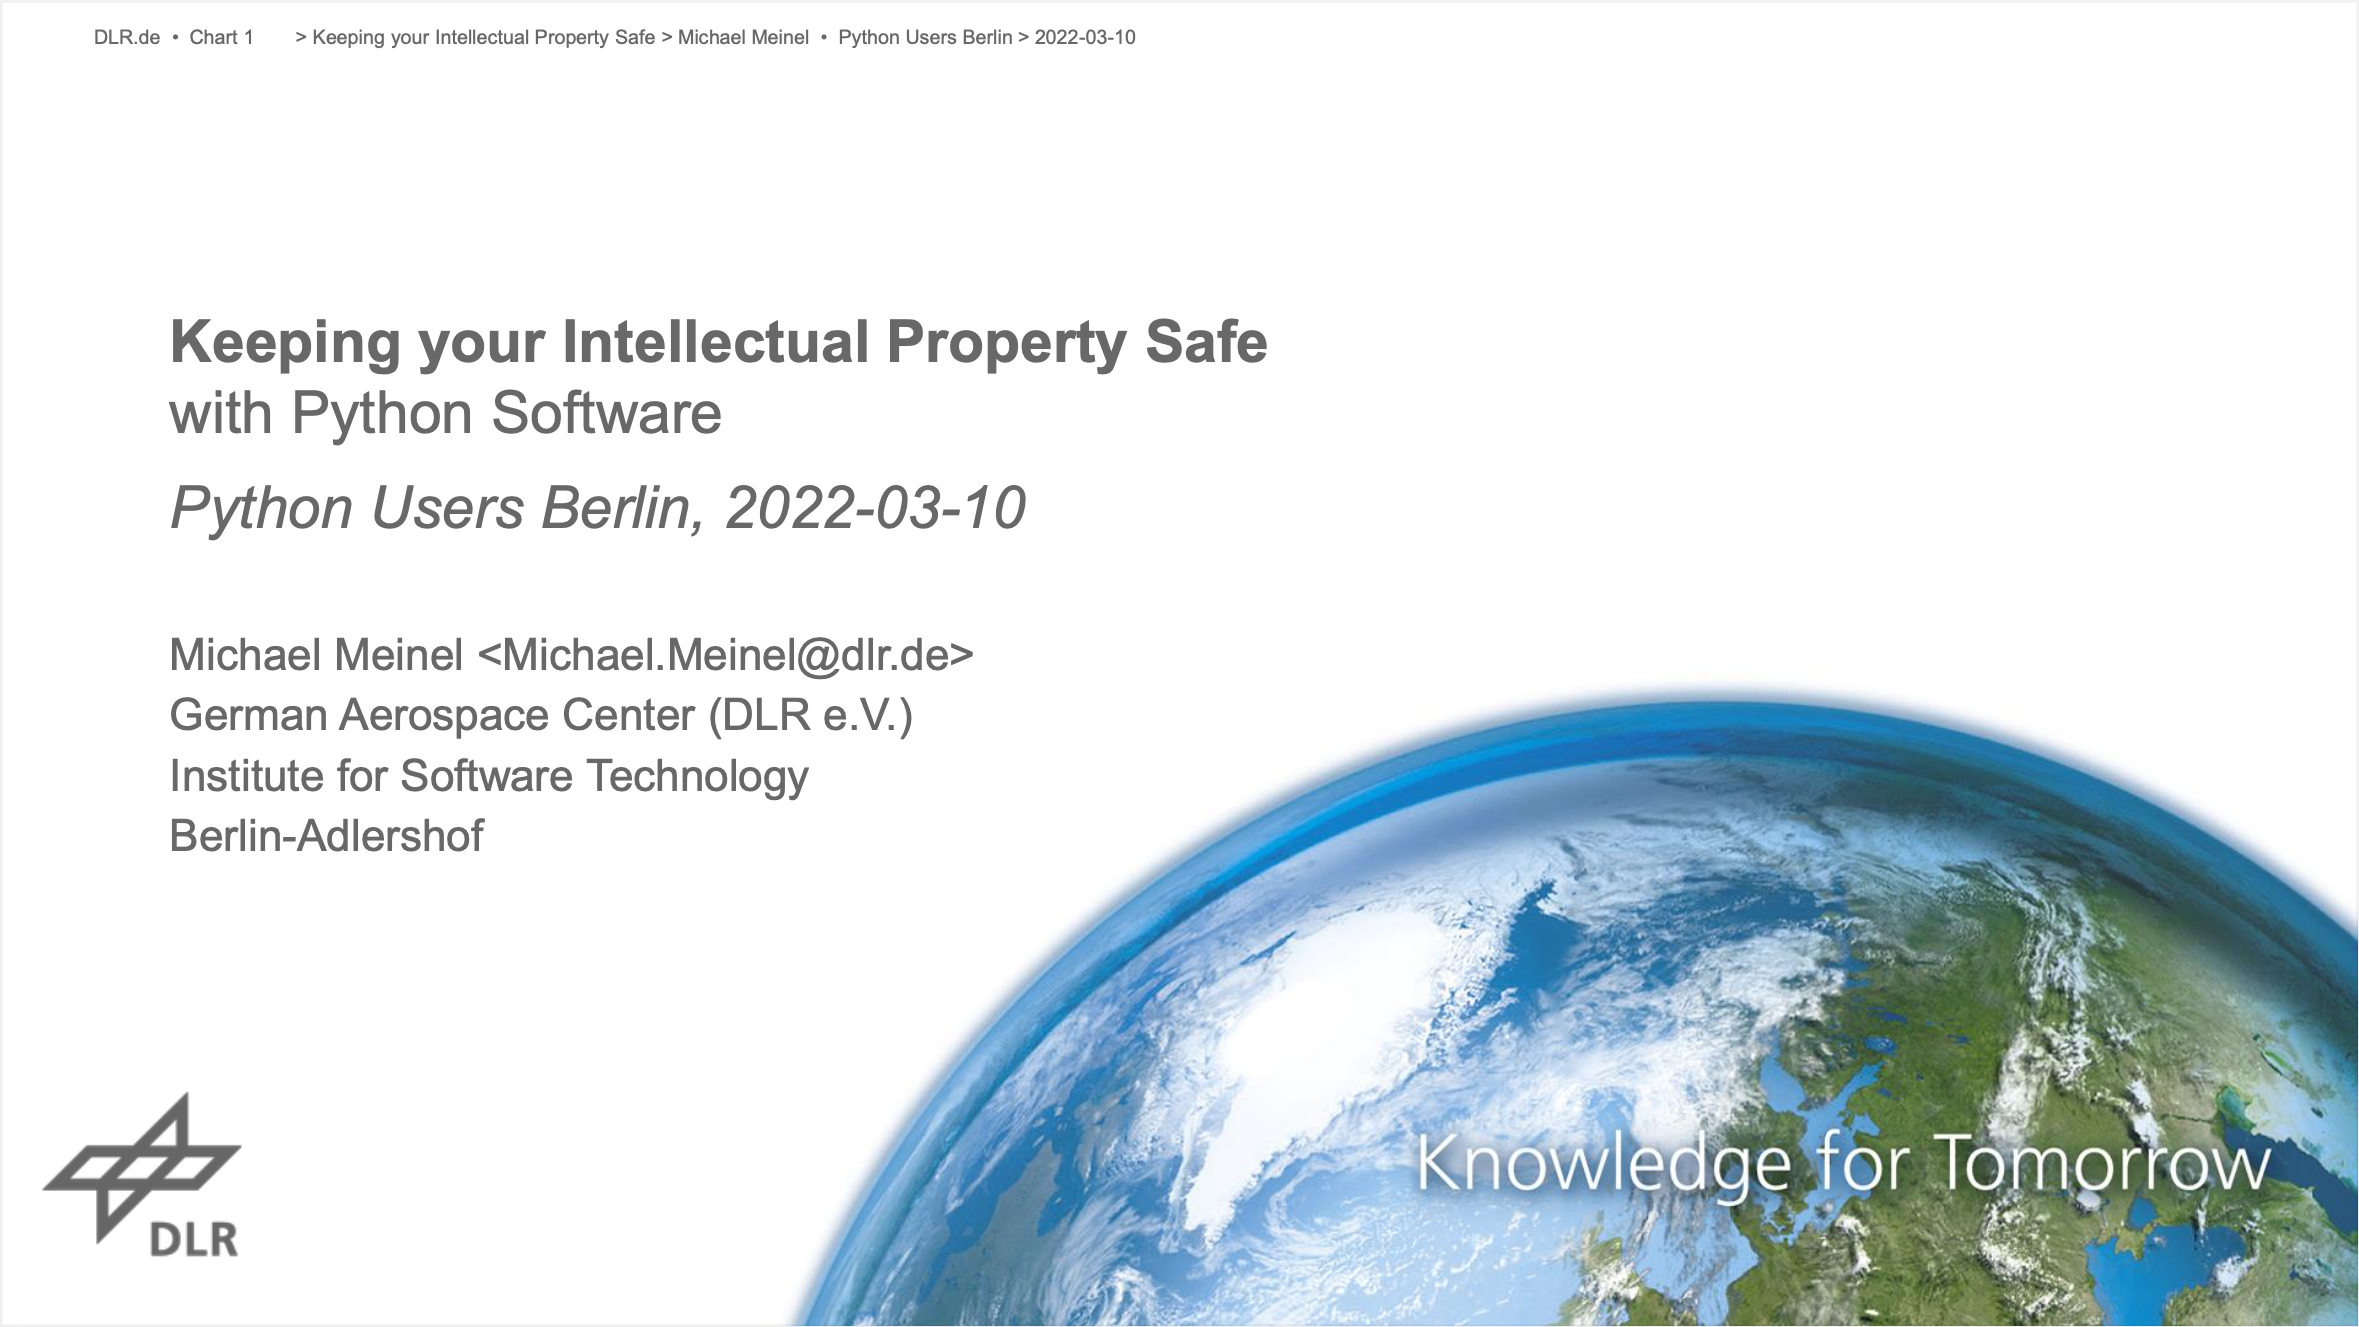 DLR.de • Chart 1 > Keeping your Intellectual Property Safe > Michael Meinel • Python Users Berlin > 2022-03-10
Keeping your Intellectual Property Safe
with Python Software
Python Users Berlin, 2022-03-10
Michael Meinel <Michael.Meinel@dlr.de>
German Aerospace Center (DLR e.V.)
Institute for Software Technology
Berlin-Adlershof
Knowledge for Tomorrow
DLR